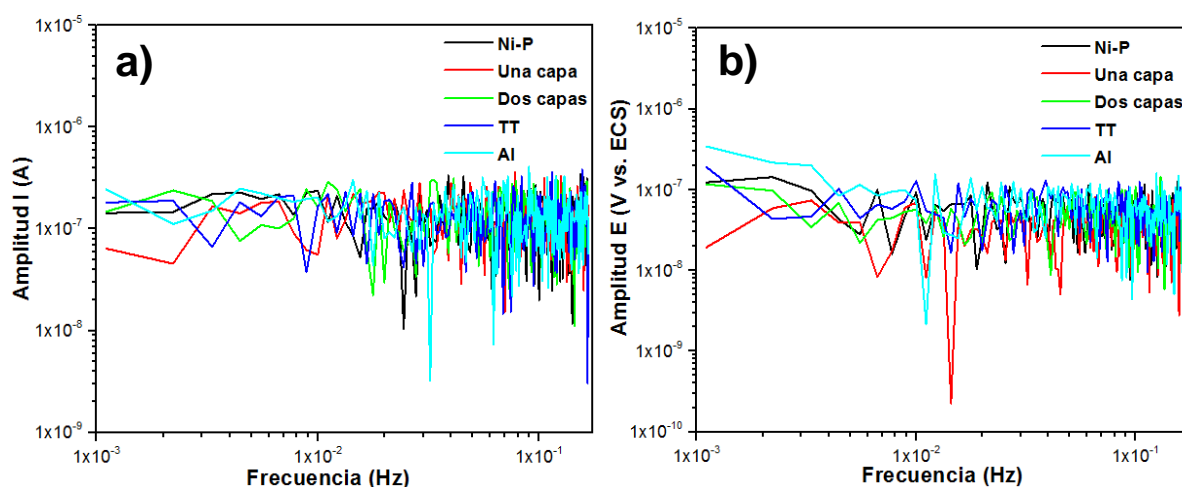 a)
Ni-P
Una capa
Dos capas
TT
Al
1x10⁻⁵
1x10⁻⁶
1x10⁻⁷
1x10⁻⁸
1x10⁻⁹
Amplitud I (A)
1x10⁻³
1x10⁻²
1x10⁻¹
Frecuencia (Hz)
b)
Ni-P
Una capa
Dos capas
TT
Al
1x10⁻⁵
1x10⁻⁶
1x10⁻⁷
1x10⁻⁸
1x10⁻⁹
1x10⁻¹⁰
Amplitud E (V vs. ECS)
1x10⁻³
1x10⁻²
1x10⁻¹
Frecuencia (Hz)